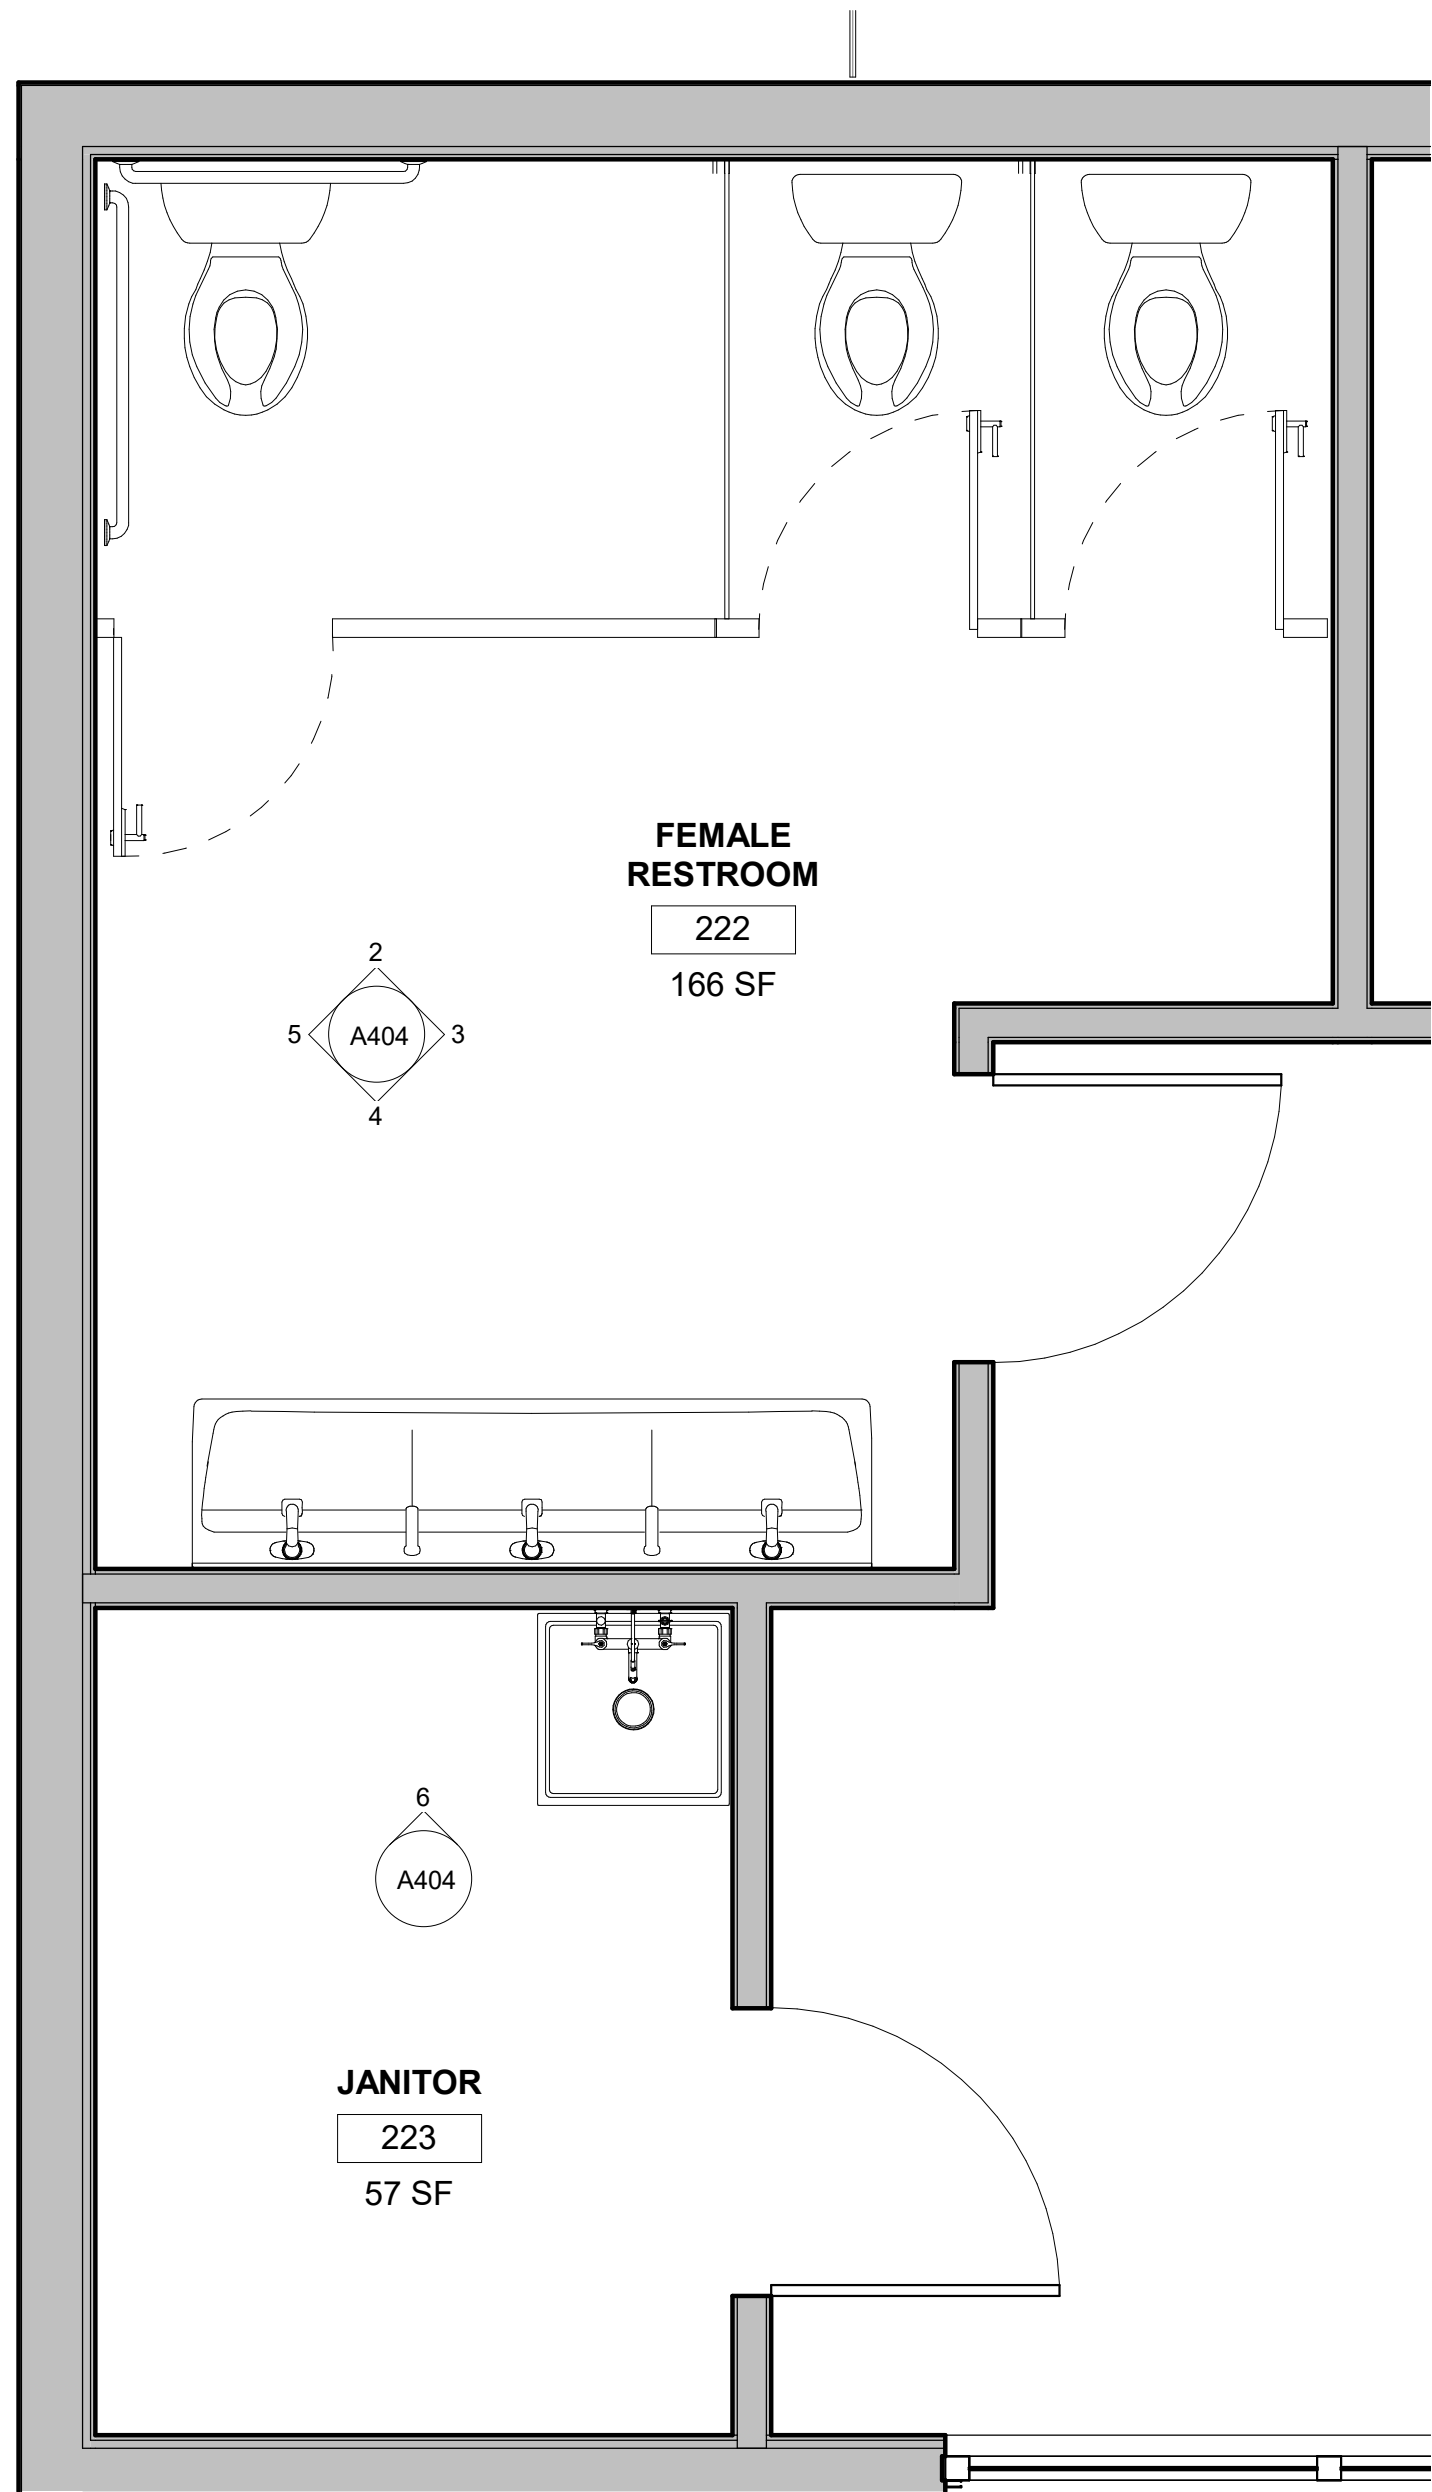 FEMALE
RESTROOM
222
166 SF
2
5 A404 3
4
6
A404
JANITOR
223
57 SF